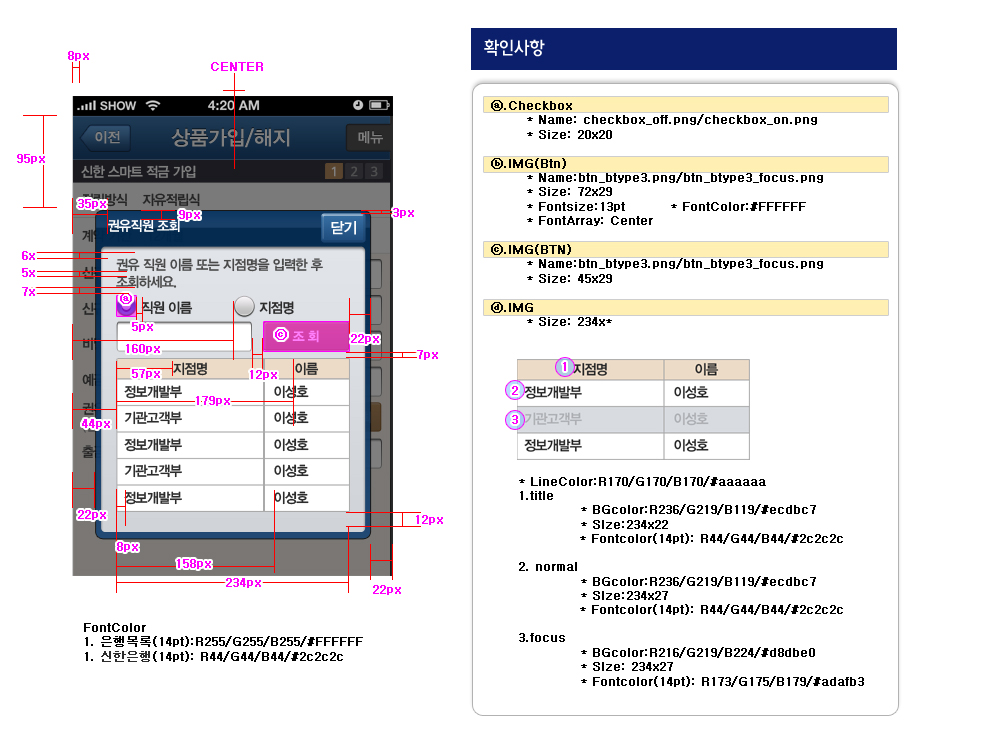 8px
CENTER
SHOW
4:20 AM
이전
상품가입/해지
메뉴
95px
신한 스마트 적금 가입
1 2 3
자유적립식
35px
9px
3px
권유직원 조회
닫기
6x
권유 직원 이름 또는 지점명을 입력한 후
5x
조회하세요.
7x
ⓐ 직원 이름
지점명
5px
ⓒ 조 회
22px
160px
7px
57px
지점명
12px
이름
정보개발부
이성호
179px
기관고객부
이성호
44px
정보개발부
이성호
기관고객부
이성호
정보개발부
이성호
22px
12px
8px
158px
234px
22px
FontColor
1. 은행목록(14pt):R255/G255/B255/#FFFFFF
1. 신한은행(14pt): R44/G44/B44/#2c2c2c
확인사항
ⓐ.Checkbox
* Name: checkbox_off.png/checkbox_on.png
* Size: 20x20
ⓑ.IMG(Btn)
* Name:btn_btype3.png/btn_btype3_focus.png
* Size: 72x29
* Fontsize:13pt * FontColor:#FFFFFF
* FontArray: Center
ⓒ.IMG(BTN)
* Name:btn_btype3.png/btn_btype3_focus.png
* Size: 45x29
ⓓ.IMG
* Size: 234x*
1 지점명 이름
2 정보개발부 이성호
3 기관고객부 이성호
정보개발부 이성호
* LineColor:R170/G170/B170/#aaaaaa
1.title
* BGcolor:R236/G219/B119/#ecdbc7
* SIze:234x22
* Fontcolor(14pt): R44/G44/B44/#2c2c2c
2. normal
* BGcolor:R236/G219/B119/#ecdbc7
* SIze:234x27
* Fontcolor(14pt): R44/G44/B44/#2c2c2c
3.focus
* BGcolor:R216/G219/B224/#d8dbe0
* SIze: 234x27
* Fontcolor(14pt): R173/G175/B179/#adafb3